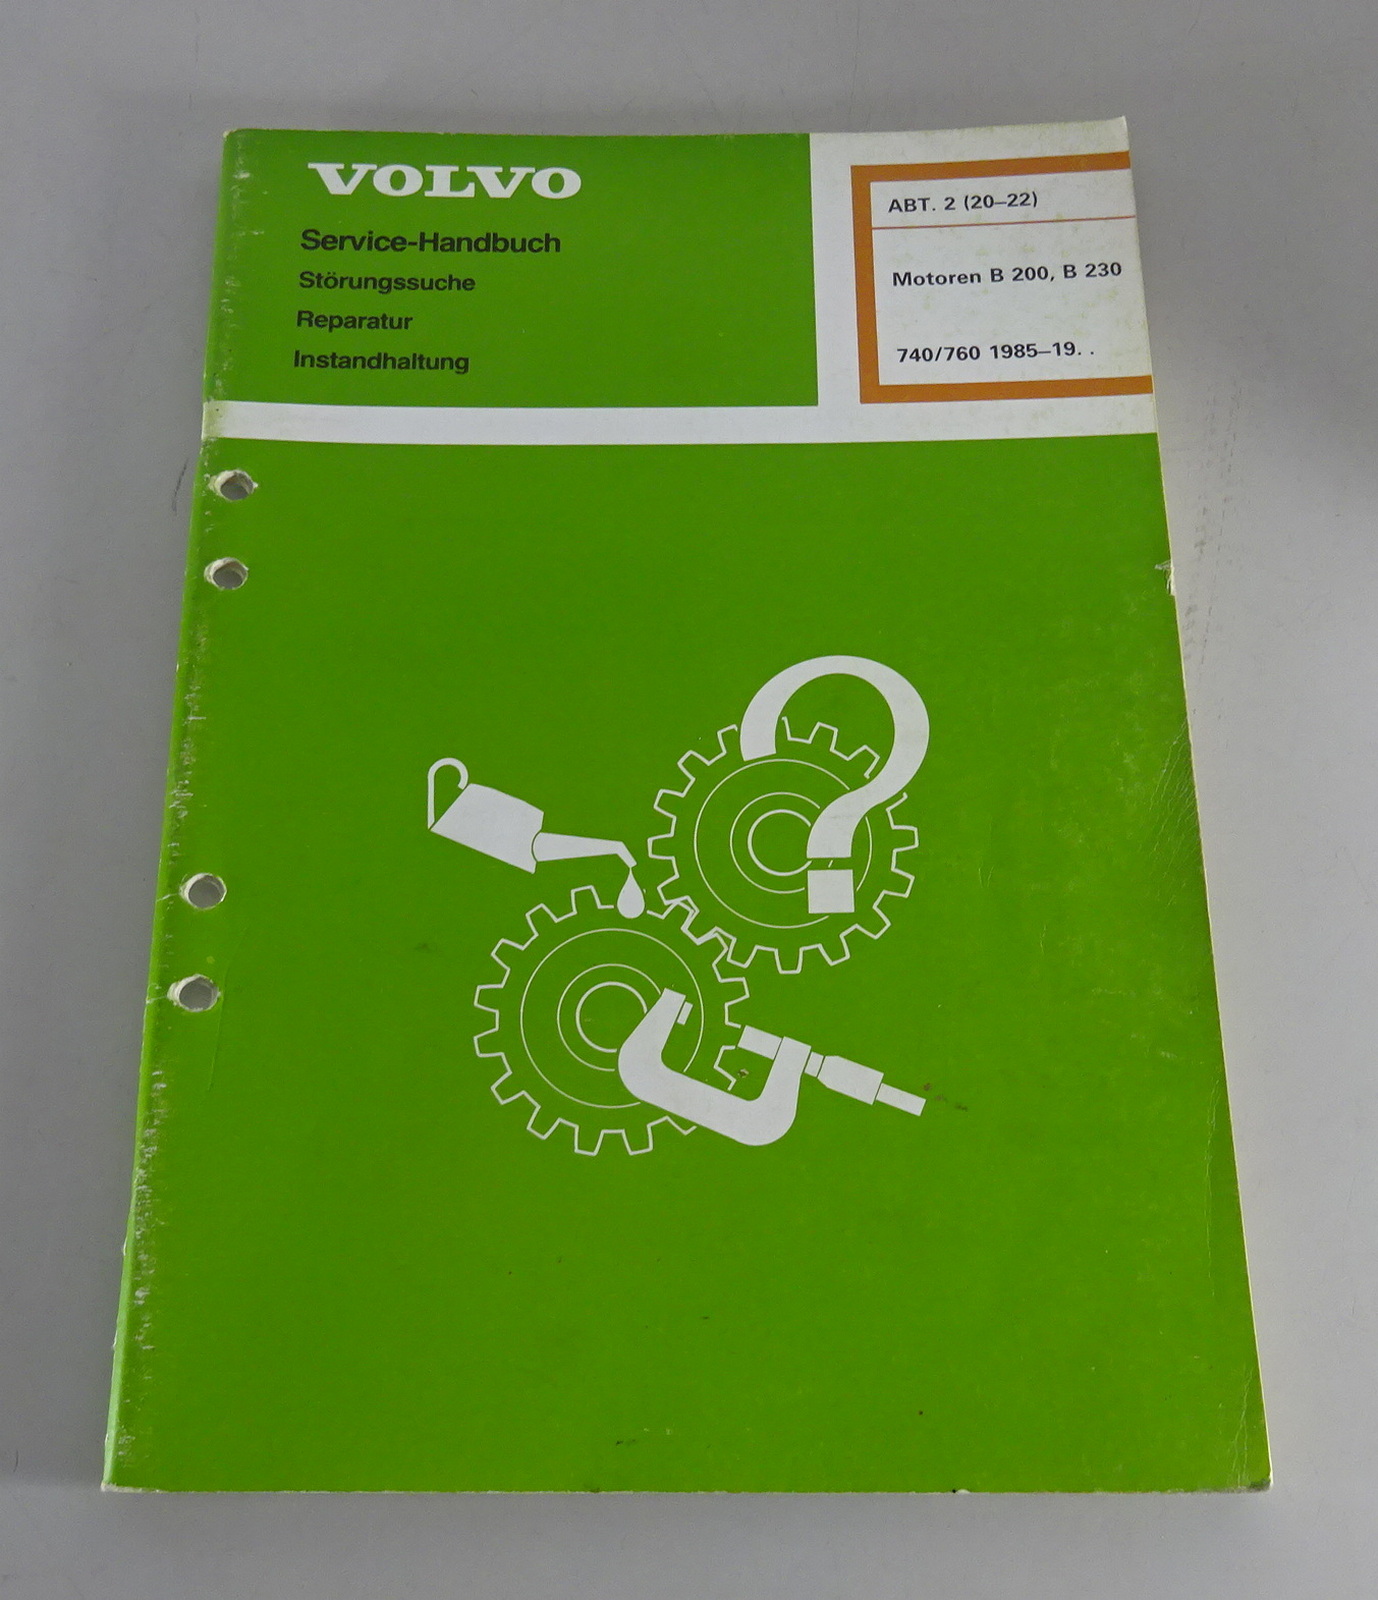 VOLVO
Service-Handbuch
Störungssuche
Reparatur
Instandhaltung
ABT. 2 (20–22)
Motoren B 200, B 230
740/760 1985–19. .